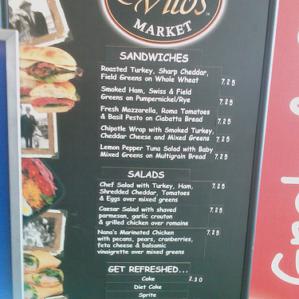 Vitos
MARKET
SANDWICHES
Roasted Turkey, Sharp Cheddar,
Field Greens on Whole Wheat 7.25
Smoked Ham, Swiss & Field
Greens on Pumpernickel/Rye 7.25
Fresh Mozzarella, Roma Tomatoes
& Basil Pesto on Ciabatta Bread 7.25
Chipotle Wrap with Smoked Turkey,
Cheddar Cheese and Mixed Greens 7.25
Lemon Pepper Tuna Salad with Baby
Mixed Greens on Multigrain Bread 7.25
SALADS
Chef Salad with Turkey, Ham,
Shredded Cheddar, Tomatoes
& Eggs over mixed greens 7.25
Caesar Salad with shaved
parmesan, garlic crouton
& grilled chicken over romaine 7.25
Nana's Marinated Chicken
with pecans, pears, cranberries,
feta cheese & balsamic
vinaigrette over mixed greens 7.25
GET REFRESHED...
Coke 2.30
Diet Coke
Sprite